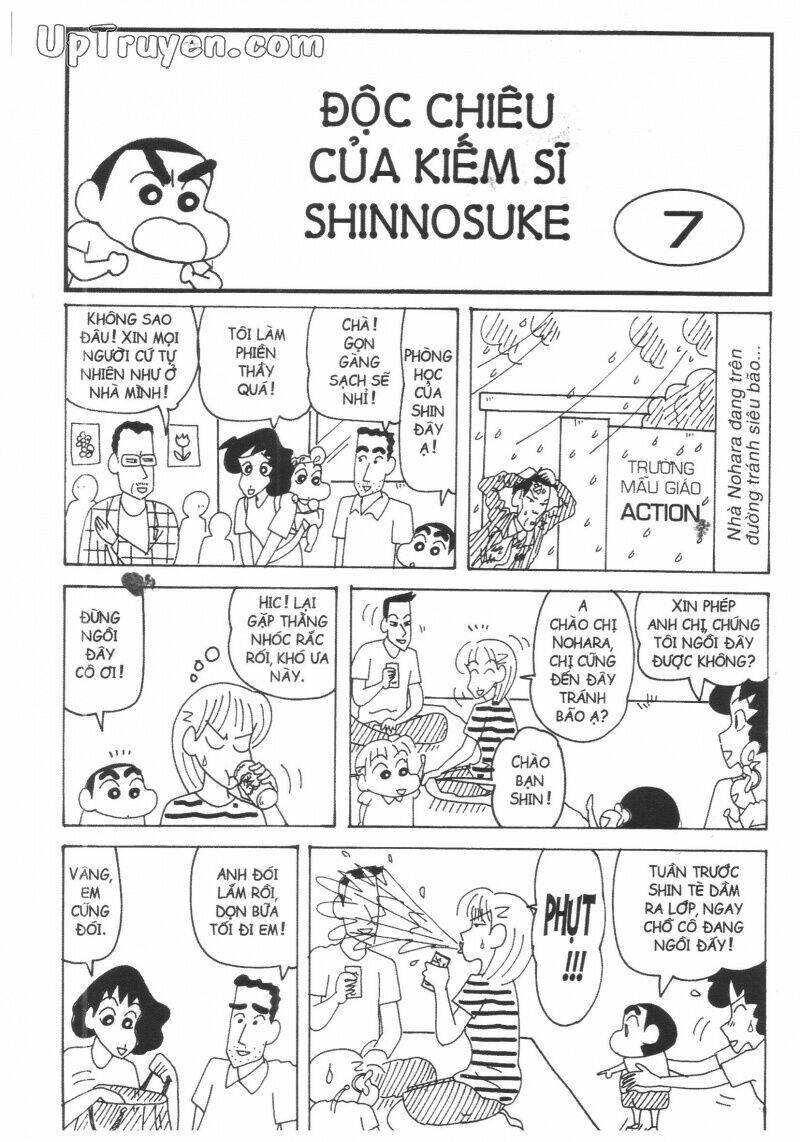 UpTruyen.com
ĐỘC CHIÊU
CỦA KIẾM SĨ
SHINNOSUKE
7
Nhà Nohara đang trên
đường tránh siêu bão...
TRƯỜNG
MẪU GIÁO
ACTION
PHÒNG
HỌC CỦA
SHIN
ĐÂY
Ạ!
CHÀ!
GỌN
GÀNG
SẠCH SẼ
NHỈ!
TÔI LÀM
PHIỀN
THẦY
QUÁ!
KHÔNG SAO
ĐÂU! XIN MỌI
NGƯỜI CỨ TỰ
NHIÊN NHƯ Ở
NHÀ MÌNH!
XIN PHÉP
ANH CHỊ, CHÚNG
TÔI NGỒI ĐÂY
ĐƯỢC KHÔNG?
A
CHÀO CHỊ
NOHARA,
CHỊ CŨNG
ĐẾN ĐÂY
TRÁNH
BÃO Ạ?
CHÀO
BẠN
SHIN!
HIC! LẠI
GẶP THẰNG
NHÓC RẮC
RỐI, KHÓ ƯA
NÀY.
ĐỪNG
NGỒI
ĐÂY
CÔ ƠI!
TUẦN TRƯỚC
SHIN TÈ DẦM
RA LỚP, NGAY
CHỖ CÔ ĐANG
NGỒI ĐẤY!
PHỤT
!!!
ANH ĐÓI
LẮM RỒI,
DỌN BỮA
TỐI ĐI EM!
VÂNG,
EM
CŨNG
ĐÓI.